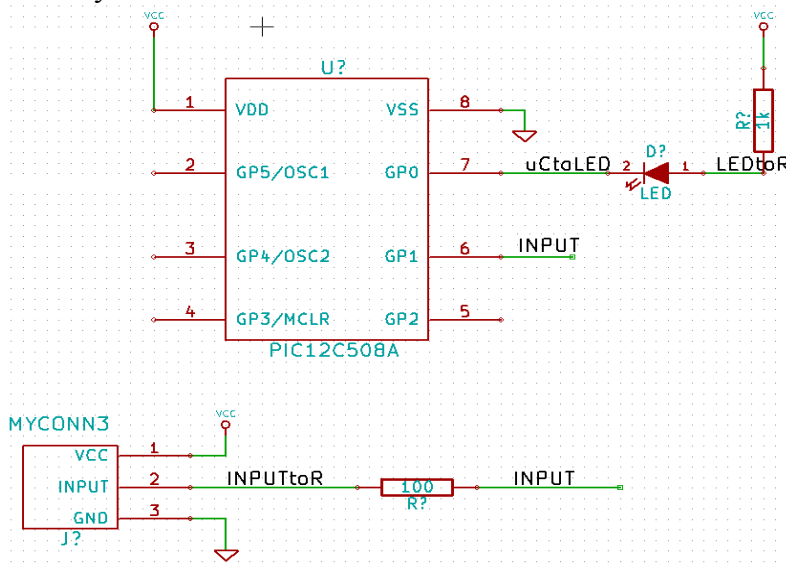 VCC
VCC
U?
1 VDD VSS 8
R? 1k
2 GP5/OSC1 GP0 7
uCtoLED 2 D? 1 LEDtoR
LED
3 GP4/OSC2 GP1 6 INPUT
4 GP3/MCLR GP2 5
PIC12C508A
MYCONN3
VCC
VCC 1
INPUT 2 INPUTtoR 100 INPUT
R?
GND 3
J?